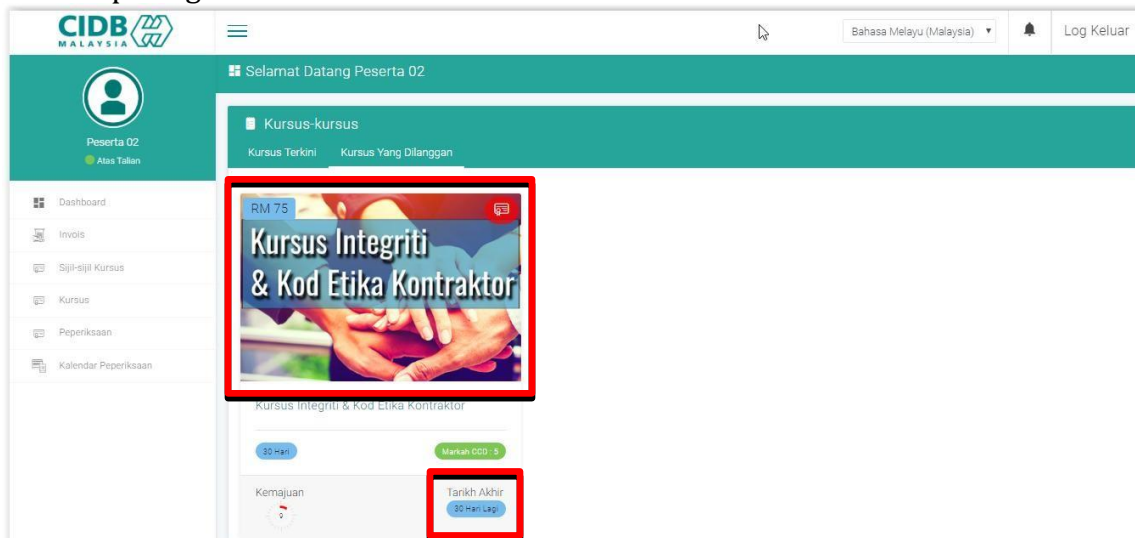 CIDB
MALAYSIA
Bahasa Melayu (Malaysia)
Log Keluar
Selamat Datang Peserta 02
Peserta 02
Atas Talian
Kursus-kursus
Kursus Terkini
Kursus Yang Dilanggan
Dashboard
Invois
Sijil-sijil Kursus
Kursus
Peperiksaan
Kalendar Peperiksaan
RM 75
Kursus Integriti
& Kod Etika Kontraktor
Kursus Integriti & Kod Etika Kontraktor
30 Hari
Markah CCD : 5
Kemajuan
Tarikh Akhir
0
30 Hari Lagi